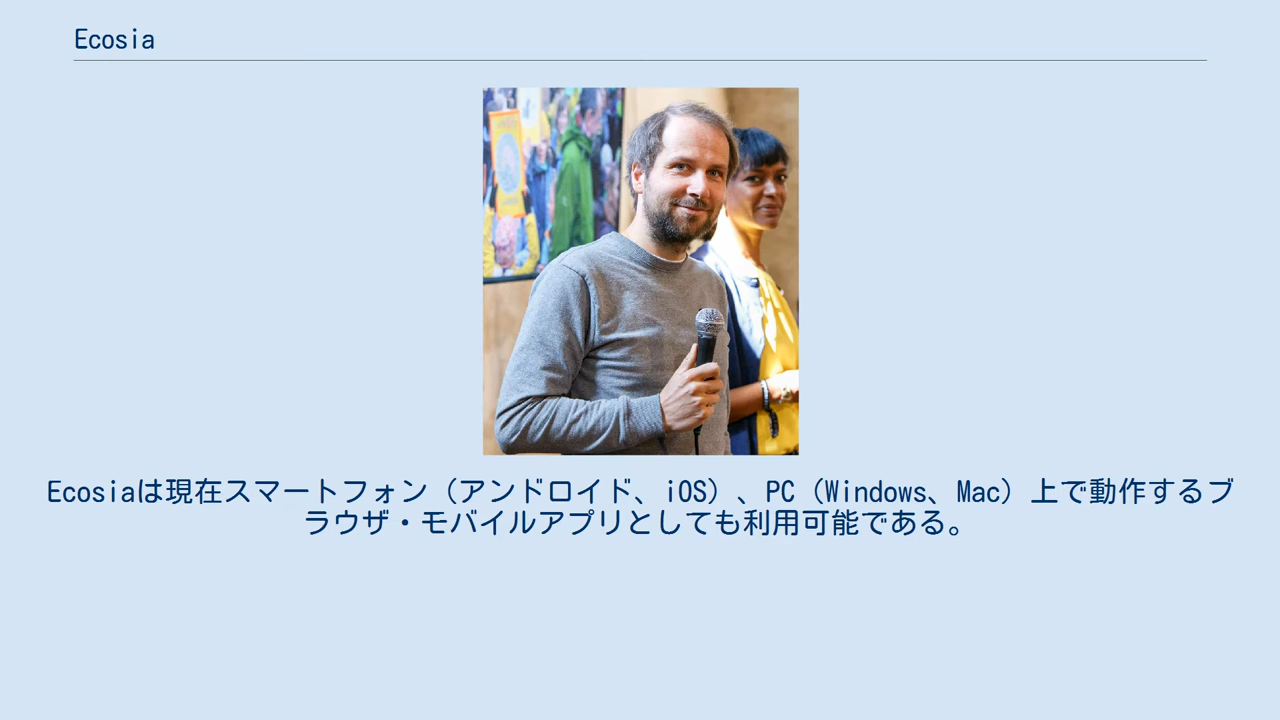 Ecosia
Ecosiaは現在スマートフォン（アンドロイド、iOS）、PC（Windows、Mac）上で動作するブ
ラウザ・モバイルアプリとしても利用可能である。